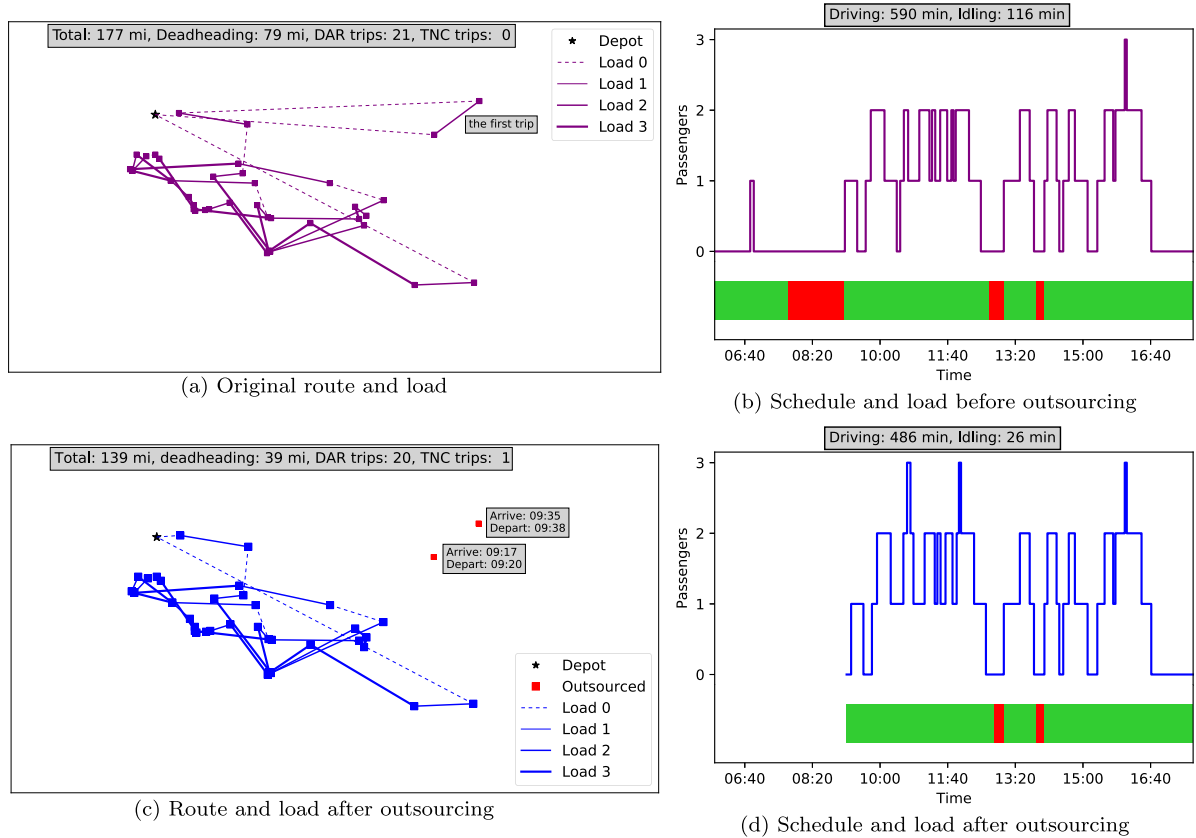 Total: 177 mi, Deadheading: 79 mi, DAR trips: 21, TNC trips:  0
Depot
Load 0
Load 1
Load 2
Load 3
the first trip
(a) Original route and load
Driving: 590 min, Idling: 116 min
3
2
1
0
Passengers
06:40
08:20
10:00
11:40
13:20
15:00
16:40
Time
(b) Schedule and load before outsourcing
Total: 139 mi, deadheading: 39 mi, DAR trips: 20, TNC trips:  1
Arrive: 09:35
Depart: 09:38
Arrive: 09:17
Depart: 09:20
Depot
Outsourced
Load 0
Load 1
Load 2
Load 3
(c) Route and load after outsourcing
Driving: 486 min, Idling: 26 min
3
2
1
0
Passengers
06:40
08:20
10:00
11:40
13:20
15:00
16:40
Time
(d) Schedule and load after outsourcing